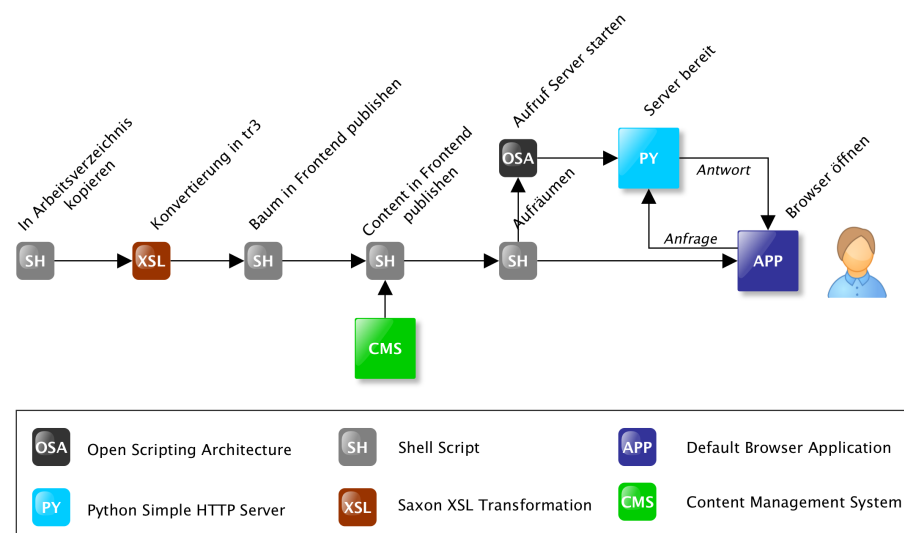 In Arbeitsverzeichnis
kopieren
Konvertierung in tr3
Baum in Frontend publishen
Content in Frontend
publishen
Aufräumen
Aufruf Server starten
Server bereit
Browser öffnen
OSA
PY
Antwort
Anfrage
SH
XSL
SH
SH
SH
APP
CMS
OSA
Open Scripting Architecture
SH
Shell Script
APP
Default Browser Application
PY
Python Simple HTTP Server
XSL
Saxon XSL Transformation
CMS
Content Management System